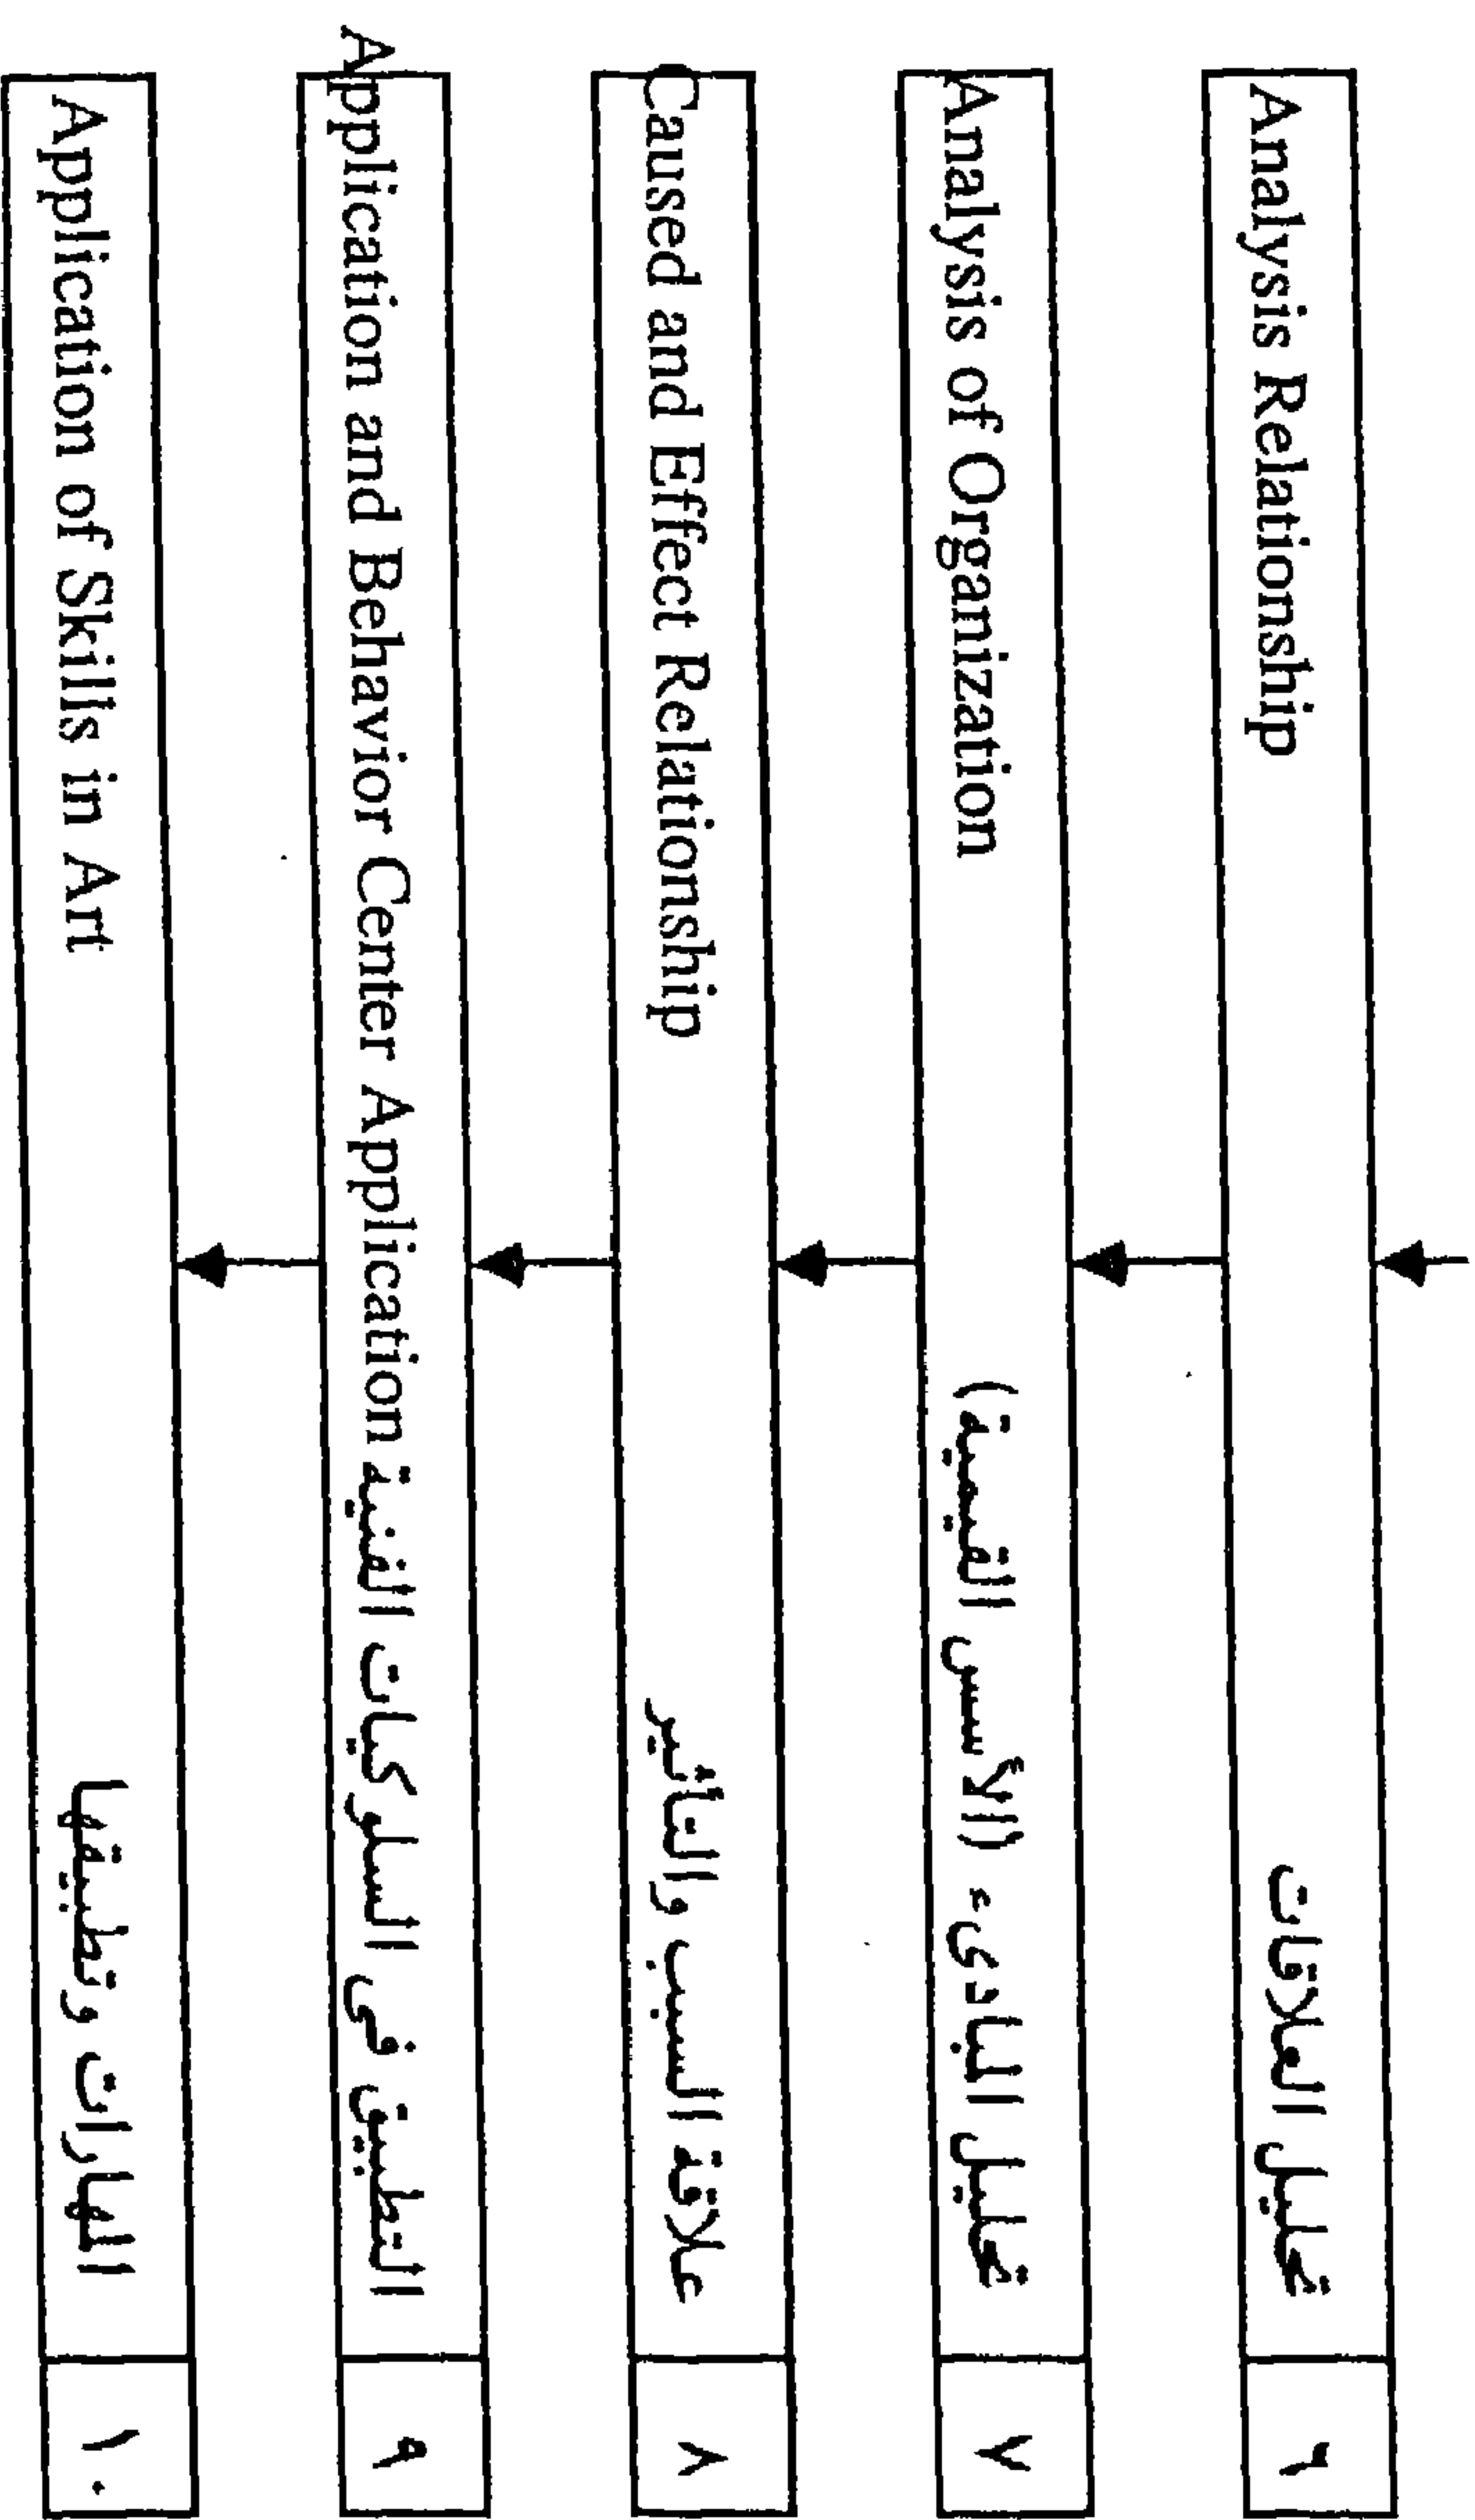 Analysis Relationship تحليل العلاقات ٦
Analysis of Organization تحليل المبادىء (الأسس الفنية) ٧
Caused and Effect Relationship علاقة السبب والتأثير ٨
Application and Behavior Center Application التطبيق فى السلوكيات الفنية ٩
Application of Skills in Art المهارات وتطبيقها ١٠